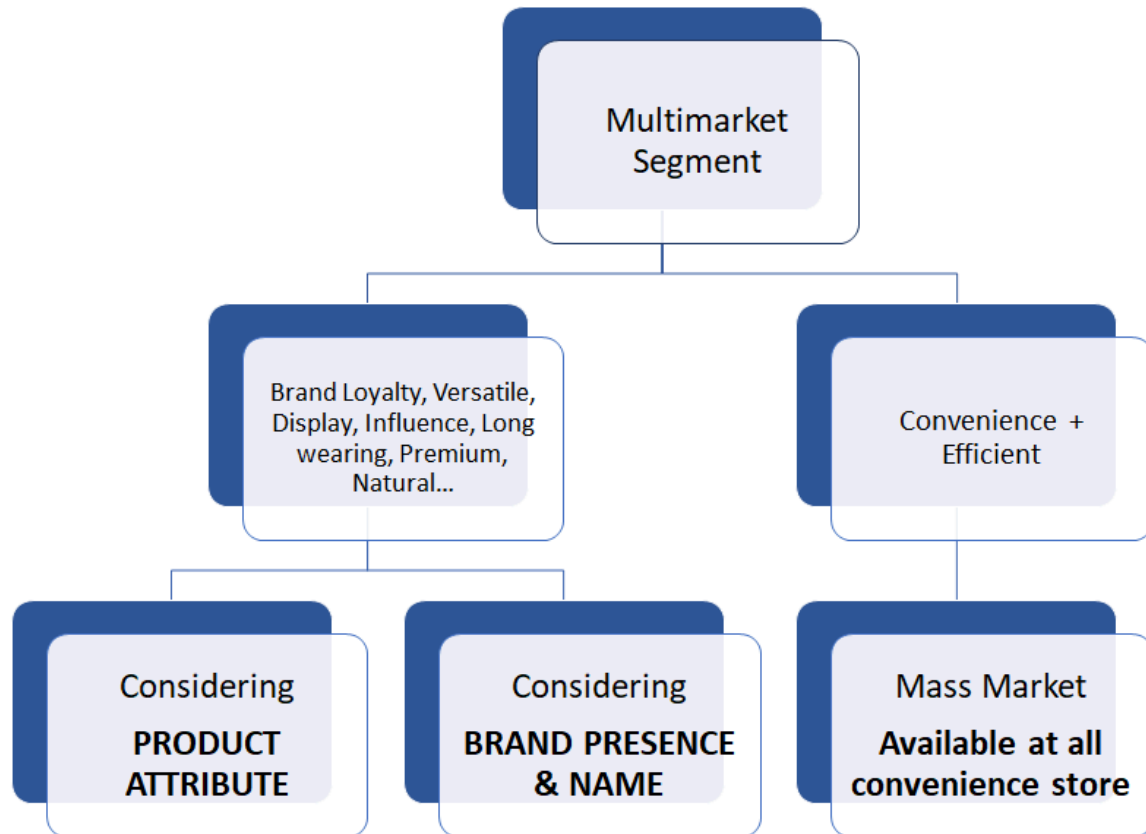 Multimarket
Segment
Brand Loyalty, Versatile,
Display, Influence, Long
wearing, Premium,
Natural...
Convenience +
Efficient
Considering
PRODUCT
ATTRIBUTE
Considering
BRAND PRESENCE
& NAME
Mass Market
Available at all
convenience store